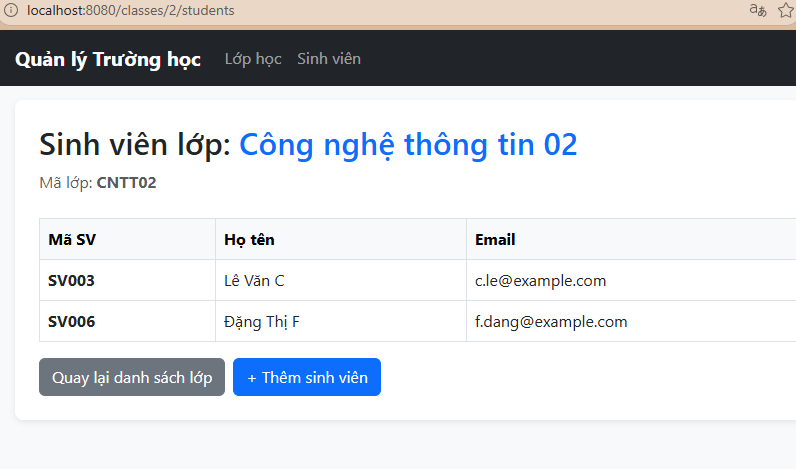 localhost:8080/classes/2/students
Quản lý Trường học Lớp học Sinh viên
Sinh viên lớp: Công nghệ thông tin 02
Mã lớp: CNTT02
Mã SV Họ tên Email
SV003 Lê Văn C c.le@example.com
SV006 Đặng Thị F f.dang@example.com
Quay lại danh sách lớp + Thêm sinh viên